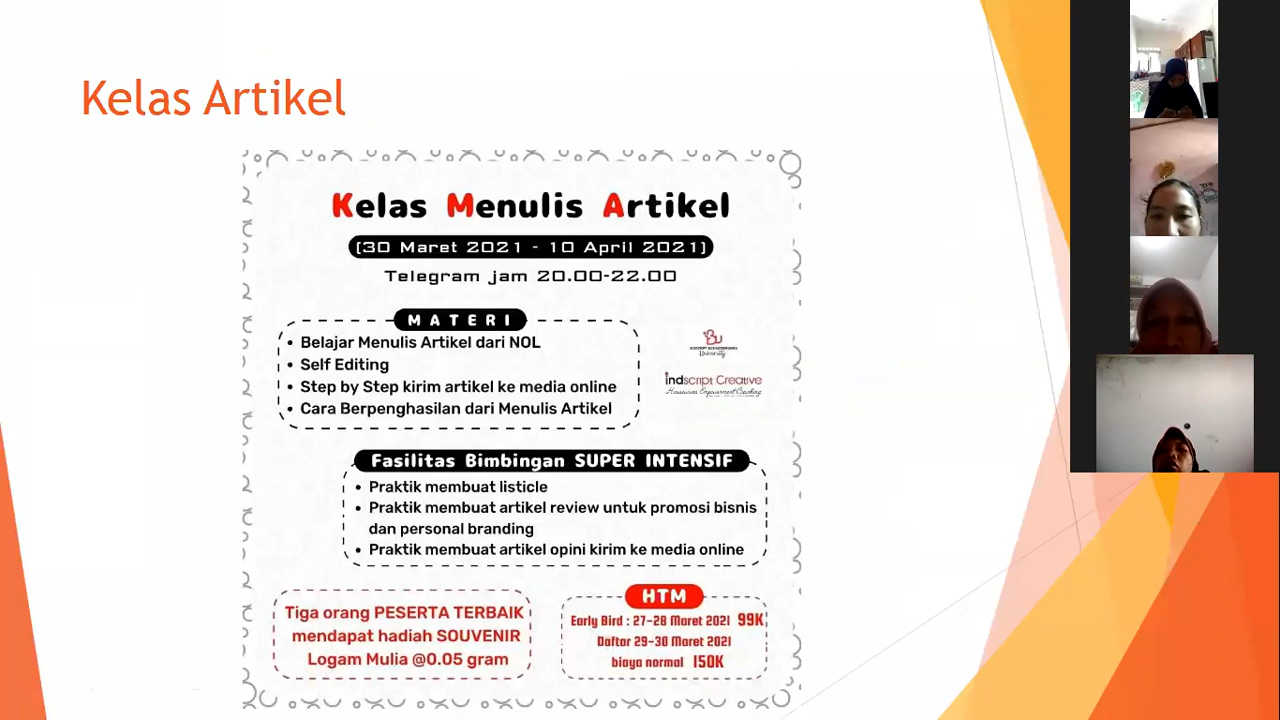 Kelas Artikel
Kelas Menulis Artikel
(30 Maret 2021 - 10 April 2021)
Telegram jam 20.00-22.00
MATERI
• Belajar Menulis Artikel dari NOL
• Self Editing
• Step by Step kirim artikel ke media online
• Cara Berpenghasilan dari Menulis Artikel
University
indscript Creative
Fasilitas Bimbingan SUPER INTENSIF
• Praktik membuat listicle
• Praktik membuat artikel review untuk promosi bisnis
dan personal branding
• Praktik membuat artikel opini kirim ke media online
Tiga orang PESERTA TERBAIK
mendapat hadiah SOUVENIR
Logam Mulia @0.05 gram
HTM
Early Bird : 27-28 Maret 2021 99K
Daftar 29-30 Maret 2021
biaya normal 150K